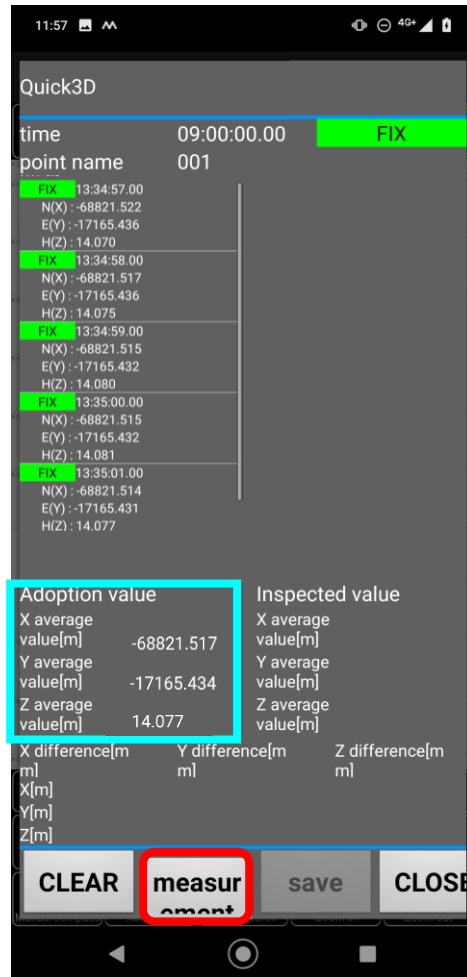 11:57 4G+
Quick3D
time 09:00:00.00 FIX
point name 001
FIX 13:34:57.00
N(X) : -68821.522
E(Y) : -17165.436
H(Z) : 14.070
FIX 13:34:58.00
N(X) : -68821.517
E(Y) : -17165.436
H(Z) : 14.075
FIX 13:34:59.00
N(X) : -68821.515
E(Y) : -17165.432
H(Z) : 14.080
FIX 13:35:00.00
N(X) : -68821.515
E(Y) : -17165.432
H(Z) : 14.081
FIX 13:35:01.00
N(X) : -68821.514
E(Y) : -17165.431
H(Z) : 14.077
Adoption value Inspected value
X average X average
value[m] -68821.517 value[m]
Y average Y average
value[m] -17165.434 value[m]
Z average Z average
value[m] 14.077 value[m]
X difference[m Y difference[m Z difference[m
m] m] m]
X[m]
Y[m]
Z[m]
CLEAR measur save CLOSE
ement